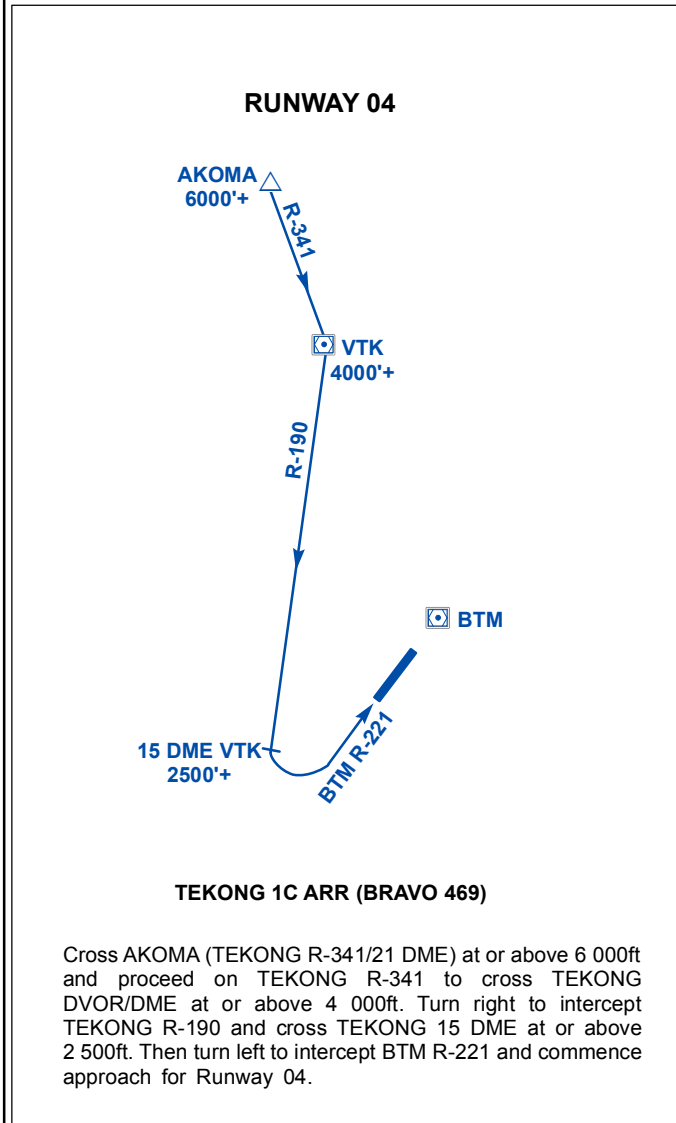 RUNWAY 04
AKOMA
6000'+
R-341
VTK
4000'+
R-190
BTM
15 DME VTK
2500'+
BTM R-221
TEKONG 1C ARR (BRAVO 469)
Cross AKOMA (TEKONG R-341/21 DME) at or above 6 000ft
and proceed on TEKONG R-341 to cross TEKONG
DVOR/DME at or above 4 000ft. Turn right to intercept
TEKONG R-190 and cross TEKONG 15 DME at or above
2 500ft. Then turn left to intercept BTM R-221 and commence
approach for Runway 04.